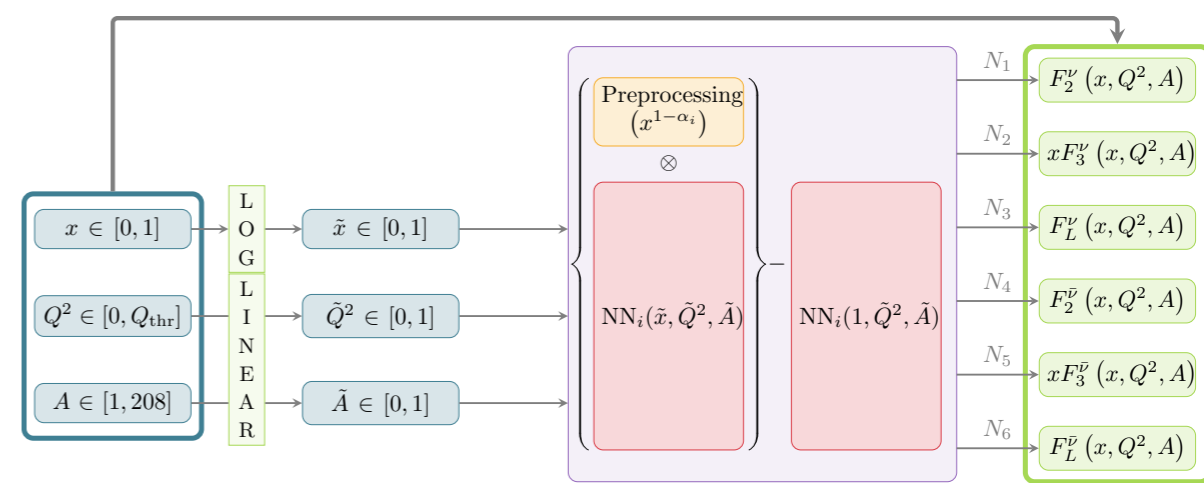 N₁
N₂
N₃
N₄
N₅
N₆
x ∈ [0, 1]
Q² ∈ [0, Q_thr]
A ∈ [1, 208]
L
O
G
L
I
N
E
A
R
x̃ ∈ [0, 1]
Q̃² ∈ [0, 1]
Ã ∈ [0, 1]
{
Preprocessing
(x^{1−α_i})
⊗
NN_i(x̃, Q̃², Ã)
}
−
NN_i(1, Q̃², Ã)
F₂^ν (x, Q², A)
xF₃^ν (x, Q², A)
F_L^ν (x, Q², A)
F₂^ν̄ (x, Q², A)
xF₃^ν̄ (x, Q², A)
F_L^ν̄ (x, Q², A)